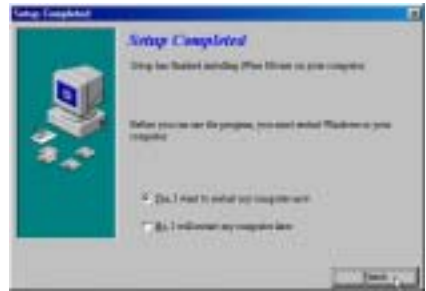 Setup Completed
Setup Completed
Setup has finished installing on your computer.
Before you can use the program, you must restart Windows or your
computer.
Yes, I want to restart my computer now.
No, I will restart my computer later.
Finish